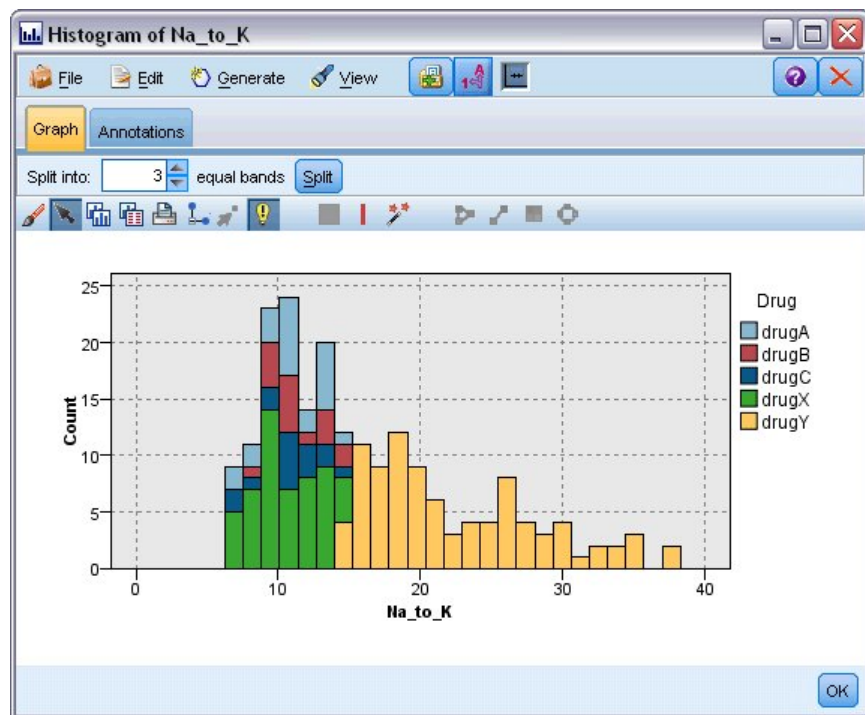 Histogram of Na_to_K
File Edit Generate View
Graph Annotations
Split into: 3 equal bands Split
Drug
drugA
drugB
drugC
drugX
drugY
Count
25
20
15
10
5
0
0 10 20 30 40
Na_to_K
OK